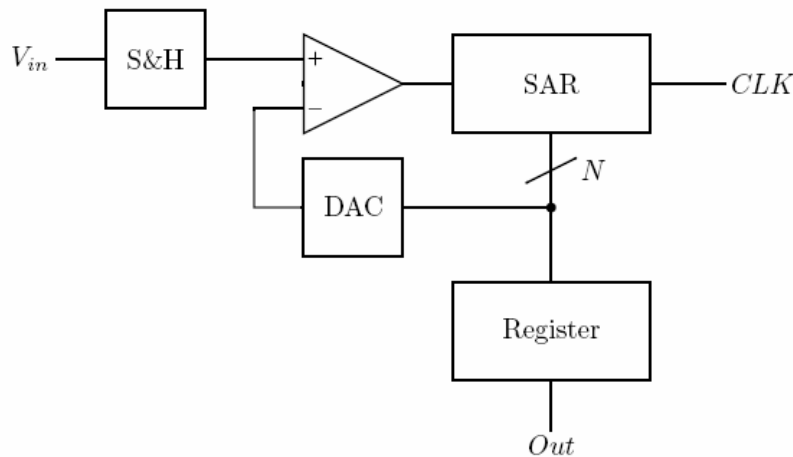 V_in
S&H
+
−
SAR
CLK
N
DAC
Register
Out